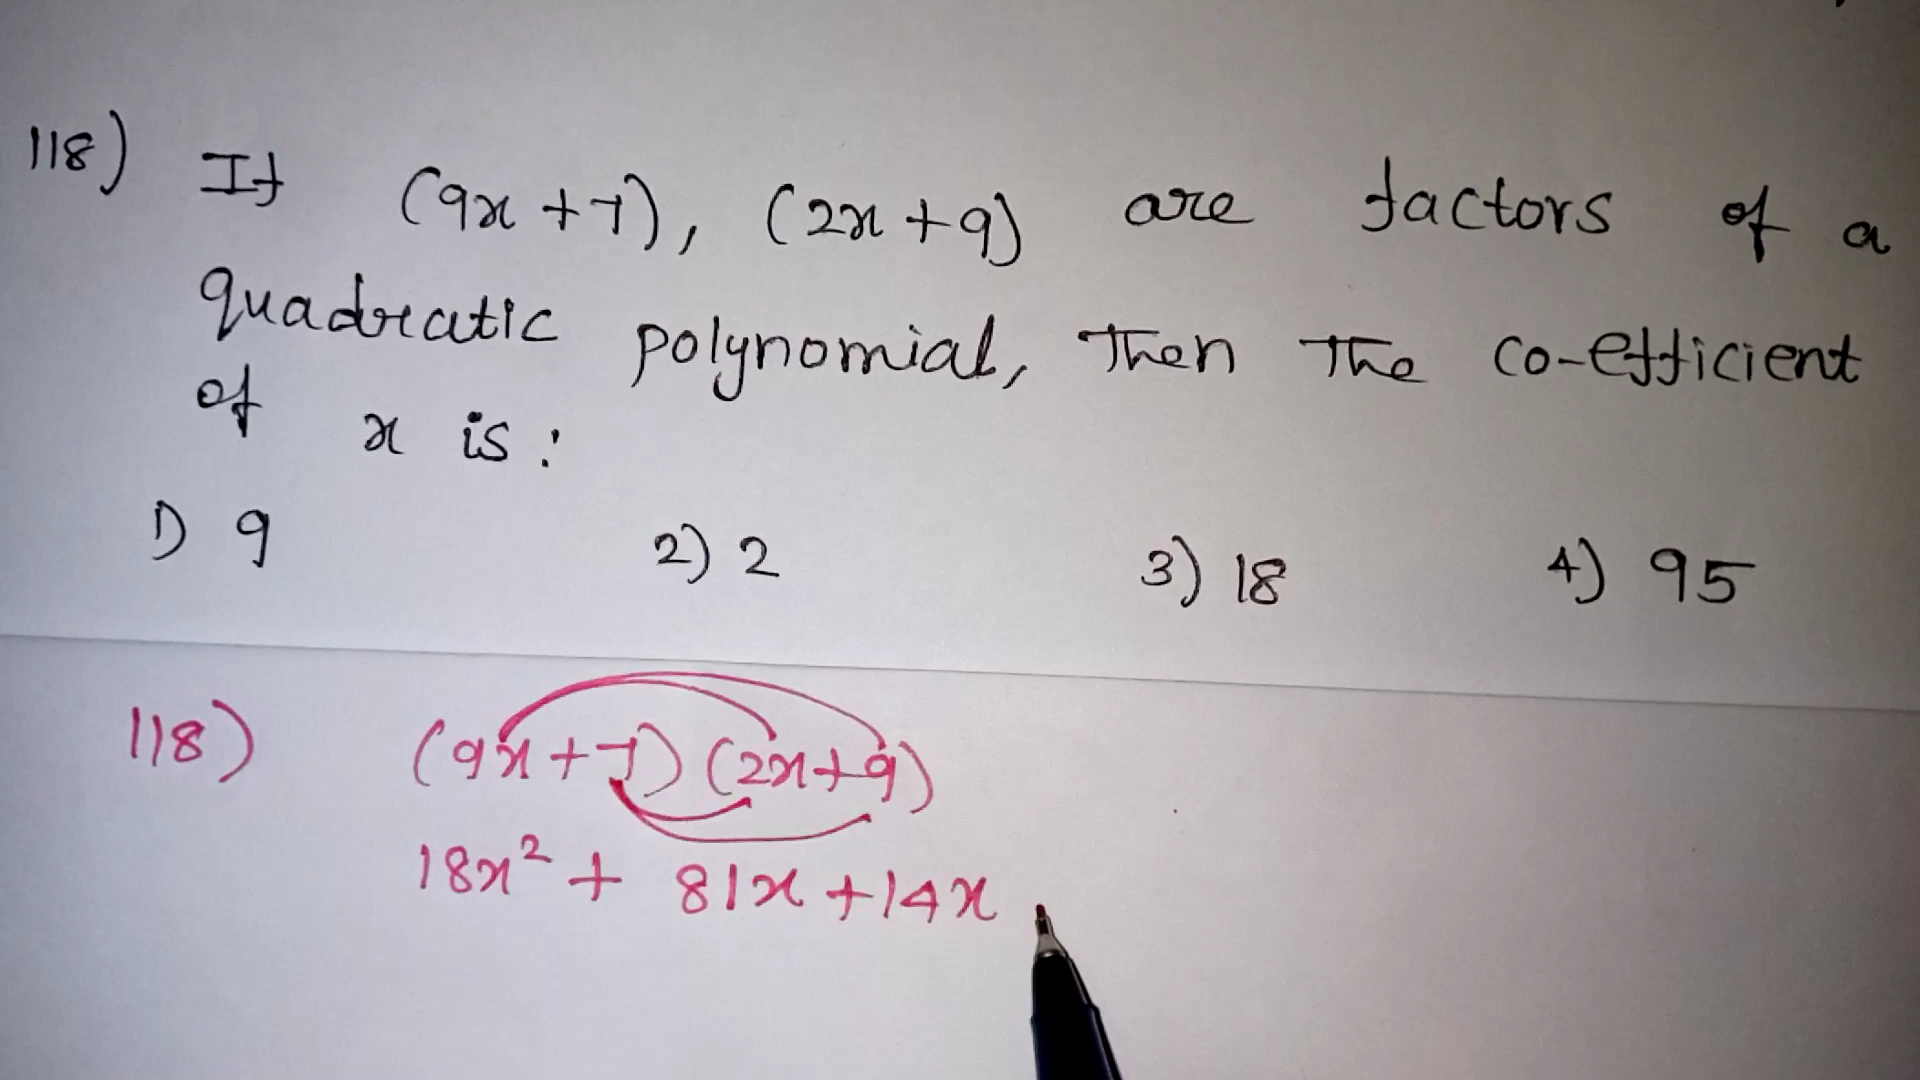 118) If (9x+7), (2x+9) are factors of a
quadratic polynomial, Then The co-efficient
of x is:
1) 9 2) 2 3) 18 4) 95
118) (9x+7)(2x+9)
18x² + 81x +14x